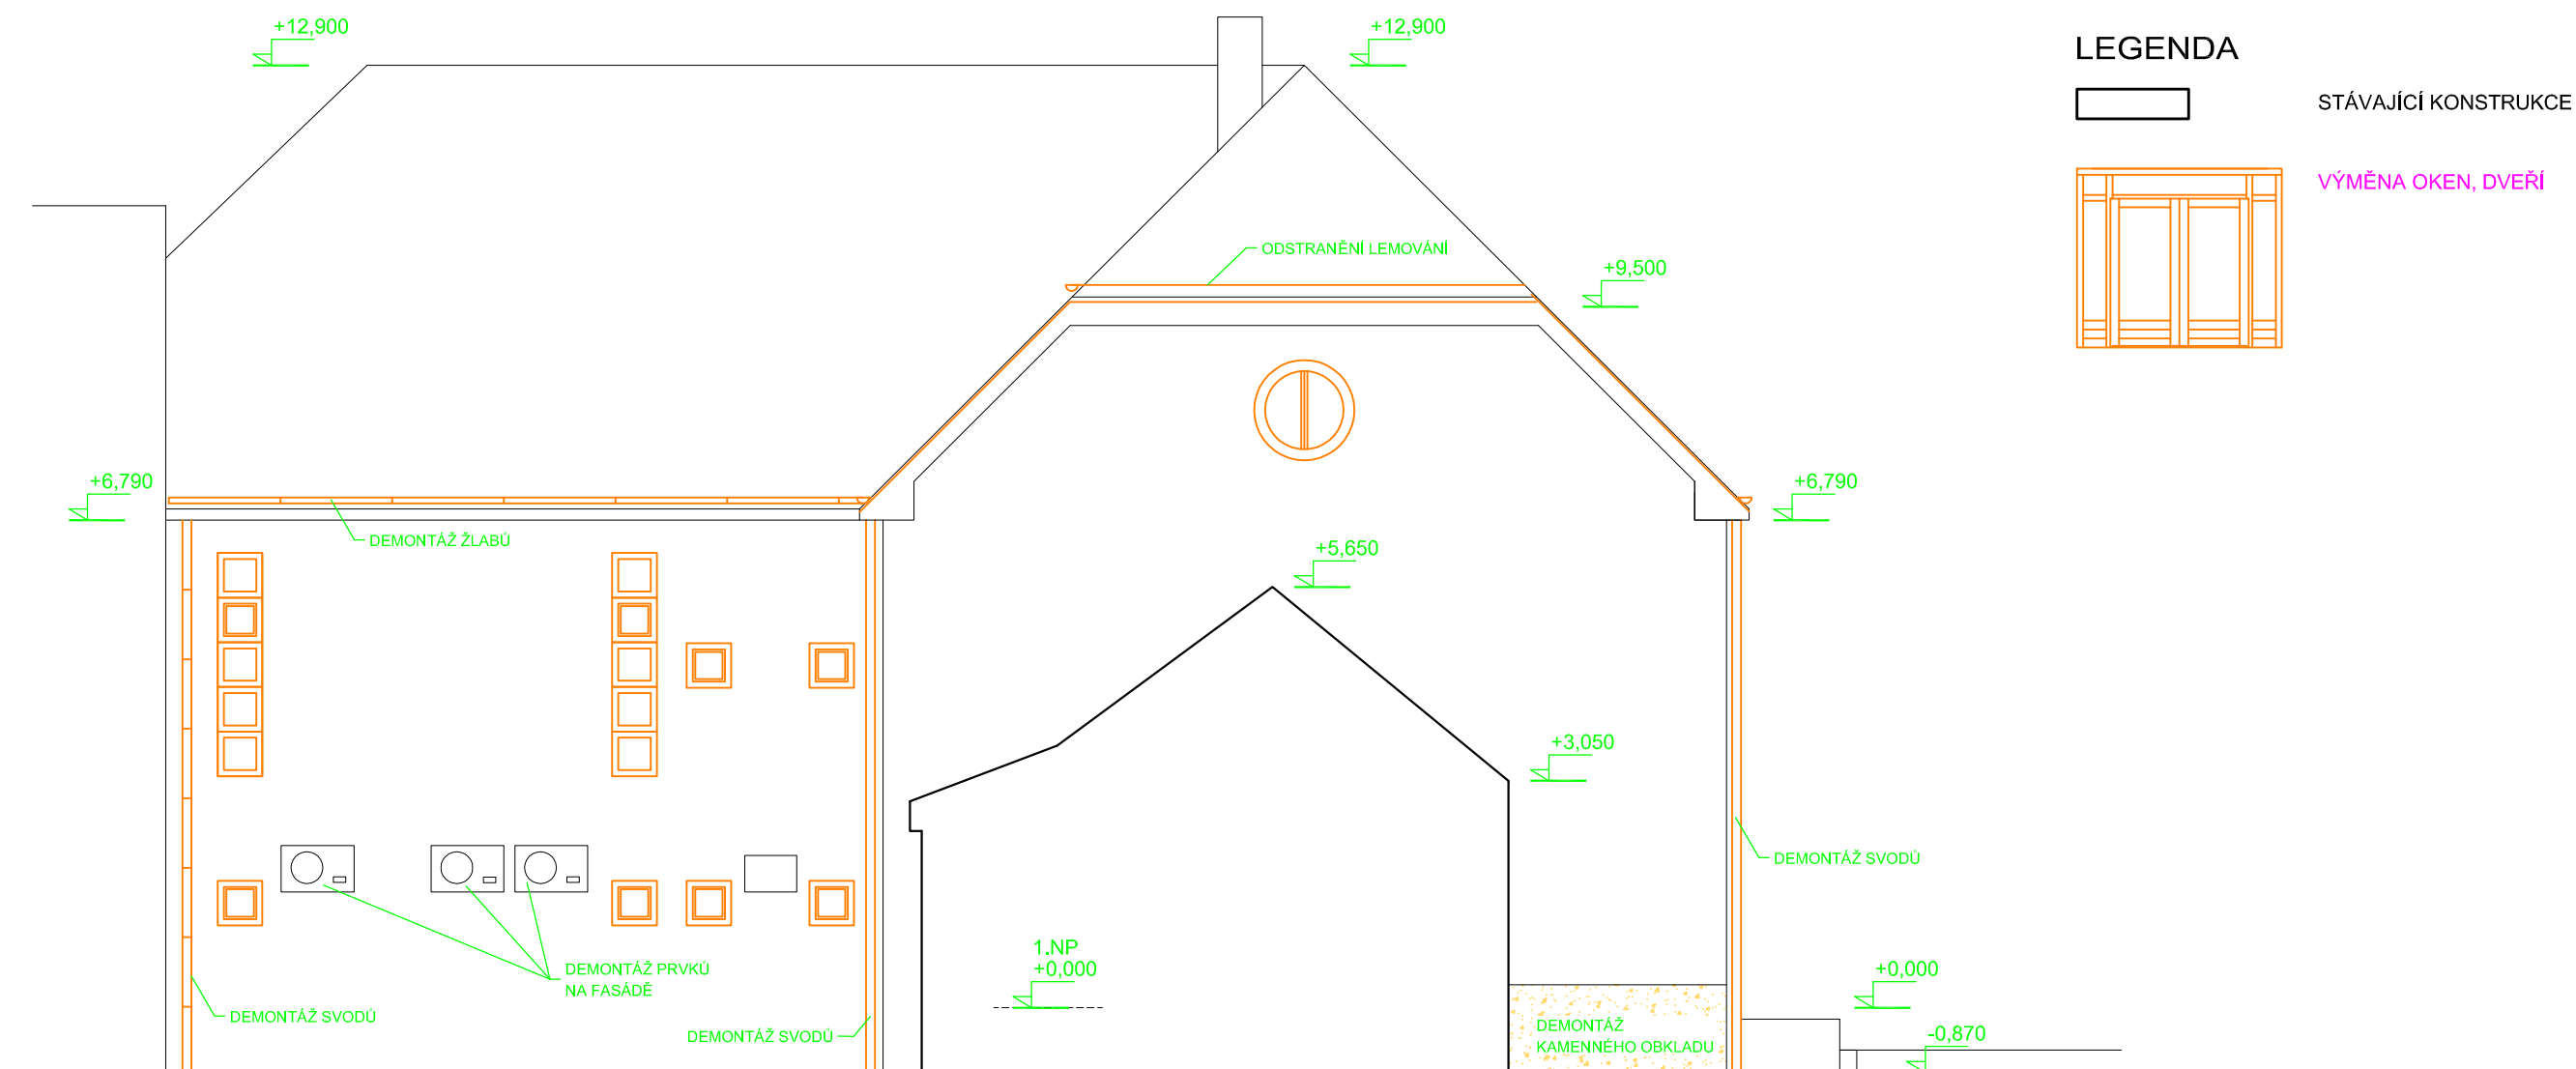 +12,900
+12,900
LEGENDA
STÁVAJÍCÍ KONSTRUKCE
VÝMĚNA OKEN, DVEŘÍ
ODSTRANĚNÍ LEMOVÁNÍ
+9,500
+6,790
+6,790
DEMONTÁŽ ŽLABŮ
+5,650
+3,050
DEMONTÁŽ SVODŮ
1.NP
+0,000
+0,000
DEMONTÁŽ PRVKŮ
NA FASÁDĚ
DEMONTÁŽ SVODŮ
DEMONTÁŽ SVODŮ
DEMONTÁŽ
KAMENNÉHO OBKLADU
-0,870